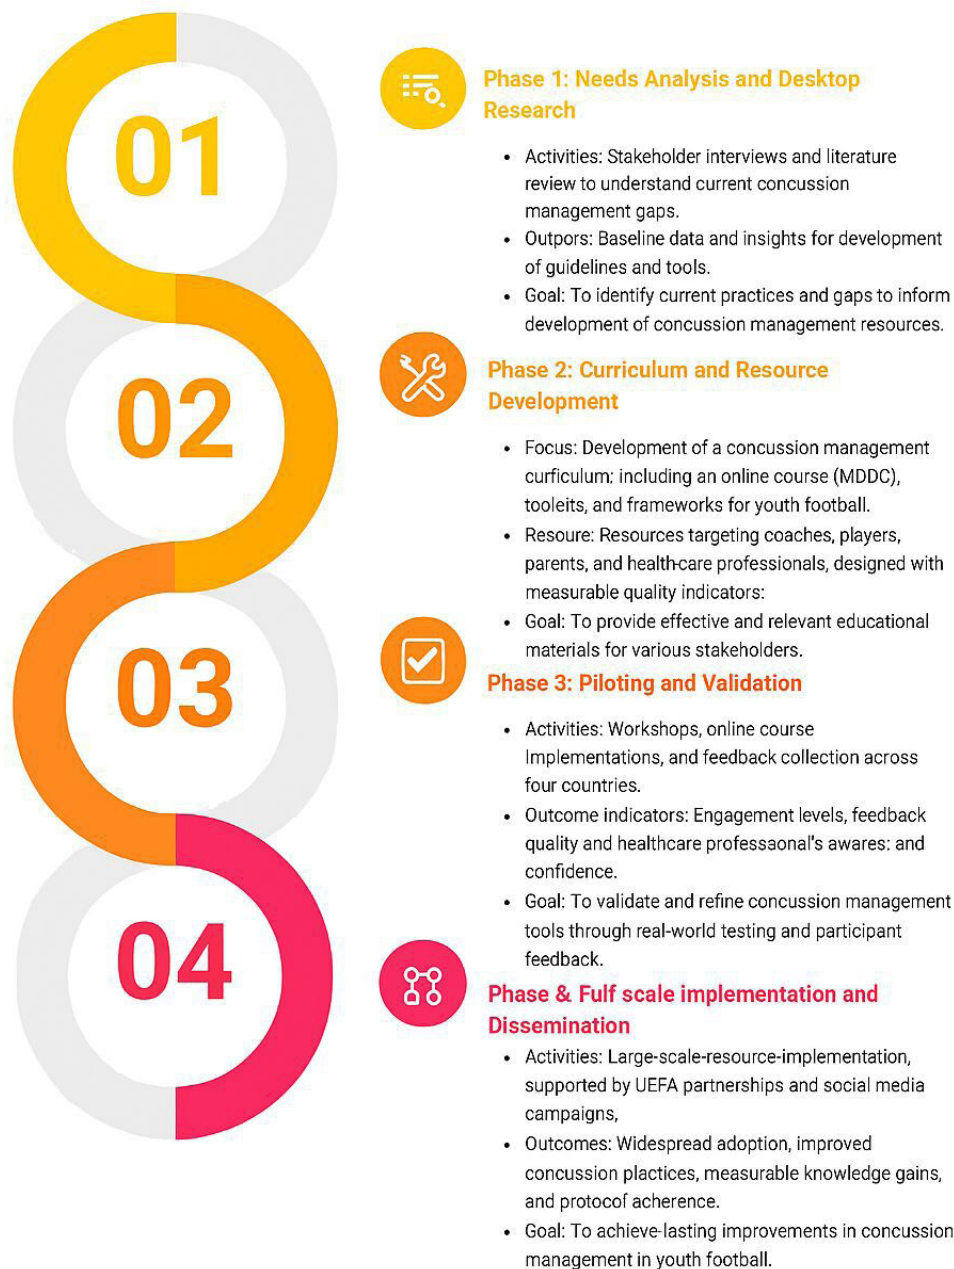 01
Phase 1: Needs Analysis and Desktop
Research
• Activities: Stakeholder interviews and literature
review to understand current concussion
management gaps.
• Outpors: Baseline data and insights for development
of guidelines and tools.
• Goal: To identify current practices and gaps to inform
development of concussion management resources.
02
Phase 2: Curriculum and Resource
Development
• Focus: Development of a concussion management
curficulum; including an online course (MDDC),
tooleits, and frameworks for youth football.
• Resoure: Resources targeting coaches, players,
parents, and health-care professionals, designed with
measurable quality indicators:
• Goal: To provide effective and relevant educational
materials for various stakeholders.
03
Phase 3: Piloting and Validation
• Activities: Workshops, online course
Implementations, and feedback collection across
four countries.
• Outcome indicators: Engagement levels, feedback
quality and healthcare professaonal's awares: and
confidence.
• Goal: To validate and refine concussion management
tools through real-world testing and participant
feedback.
04
Phase & Fulf scale implementation and
Dissemination
• Activities: Large-scale-resource-implementation,
supported by UEFA partnerships and social media
campaigns,
• Outcomes: Widespread adoption, improved
concussion plactices, measurable knowledge gains,
and protocof acherence.
• Goal: To achieve-lasting improvements in concussion
management in youth football.